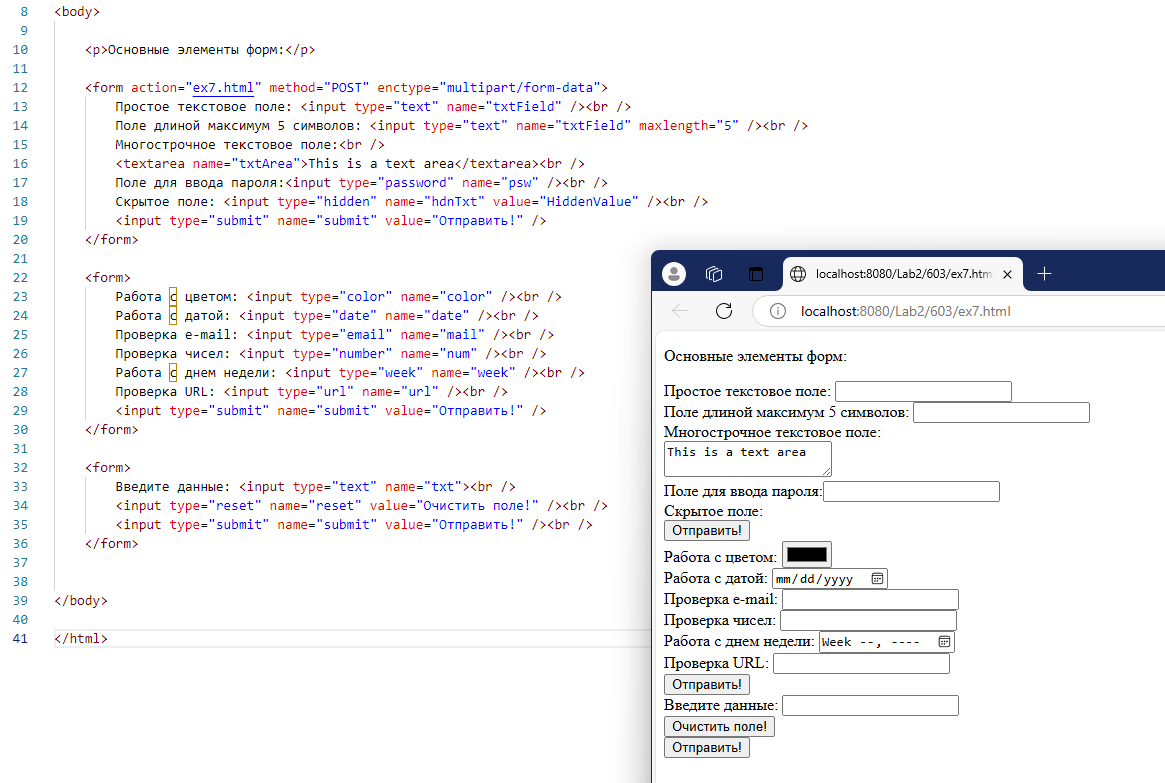 8 <body>
9
10 <p>Основные элементы форм:</p>
11
12 <form action="ex7.html" method="POST" enctype="multipart/form-data">
13 Простое текстовое поле: <input type="text" name="txtField" /><br />
14 Поле длиной максимум 5 символов: <input type="text" name="txtField" maxlength="5" /><br />
15 Многострочное текстовое поле:<br />
16 <textarea name="txtArea">This is a text area</textarea><br />
17 Поле для ввода пароля:<input type="password" name="psw" /><br />
18 Скрытое поле: <input type="hidden" name="hdnTxt" value="HiddenValue" /><br />
19 <input type="submit" name="submit" value="Отправить!" />
20 </form>
21
22 <form>
23 Работа с цветом: <input type="color" name="color" /><br />
24 Работа с датой: <input type="date" name="date" /><br />
25 Проверка e-mail: <input type="email" name="mail" /><br />
26 Проверка чисел: <input type="number" name="num" /><br />
27 Работа с днем недели: <input type="week" name="week" /><br />
28 Проверка URL: <input type="url" name="url" /><br />
29 <input type="submit" name="submit" value="Отправить!" />
30 </form>
31
32 <form>
33 Введите данные: <input type="text" name="txt"><br />
34 <input type="reset" name="reset" value="Очистить поле!" /><br />
35 <input type="submit" name="submit" value="Отправить!" /><br />
36 </form>
37
38
39 </body>
40
41 </html>
localhost:8080/Lab2/603/ex7.htm
localhost:8080/Lab2/603/ex7.html
Основные элементы форм:
Простое текстовое поле:
Поле длиной максимум 5 символов:
Многострочное текстовое поле:
This is a text area
Поле для ввода пароля:
Скрытое поле:
Отправить!
Работа с цветом:
Работа с датой: mm/dd/yyyy
Проверка e-mail:
Проверка чисел:
Работа с днем недели: Week --, ----
Проверка URL:
Отправить!
Введите данные:
Очистить поле!
Отправить!